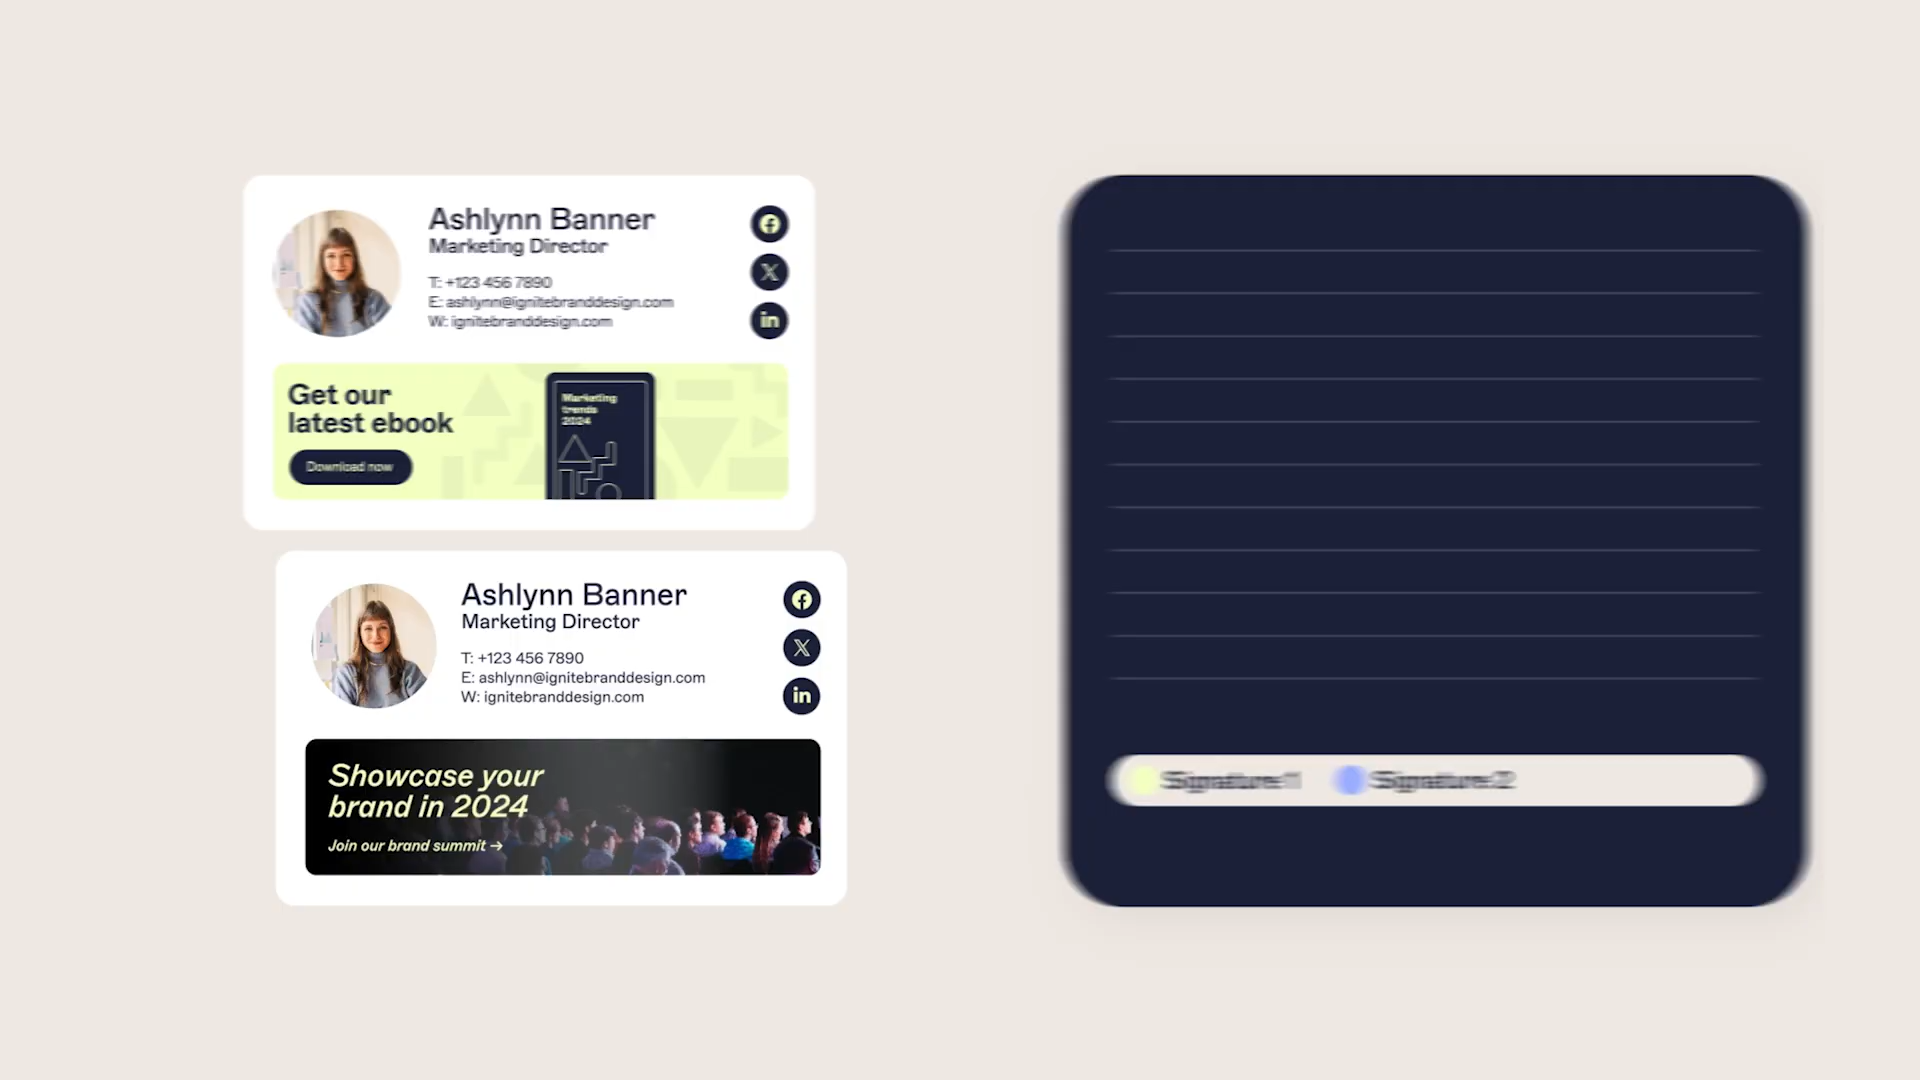 Ashlynn Banner
Marketing Director
T: +123 456 7890
E: ashlynn@ignitebranddesign.com
W: ignitebranddesign.com
Get our
latest ebook
Download now
Marketing
trends
2024
Ashlynn Banner
Marketing Director
T: +123 456 7890
E: ashlynn@ignitebranddesign.com
W: ignitebranddesign.com
Showcase your
brand in 2024
Join our brand summit →
Signature 1
Signature 2